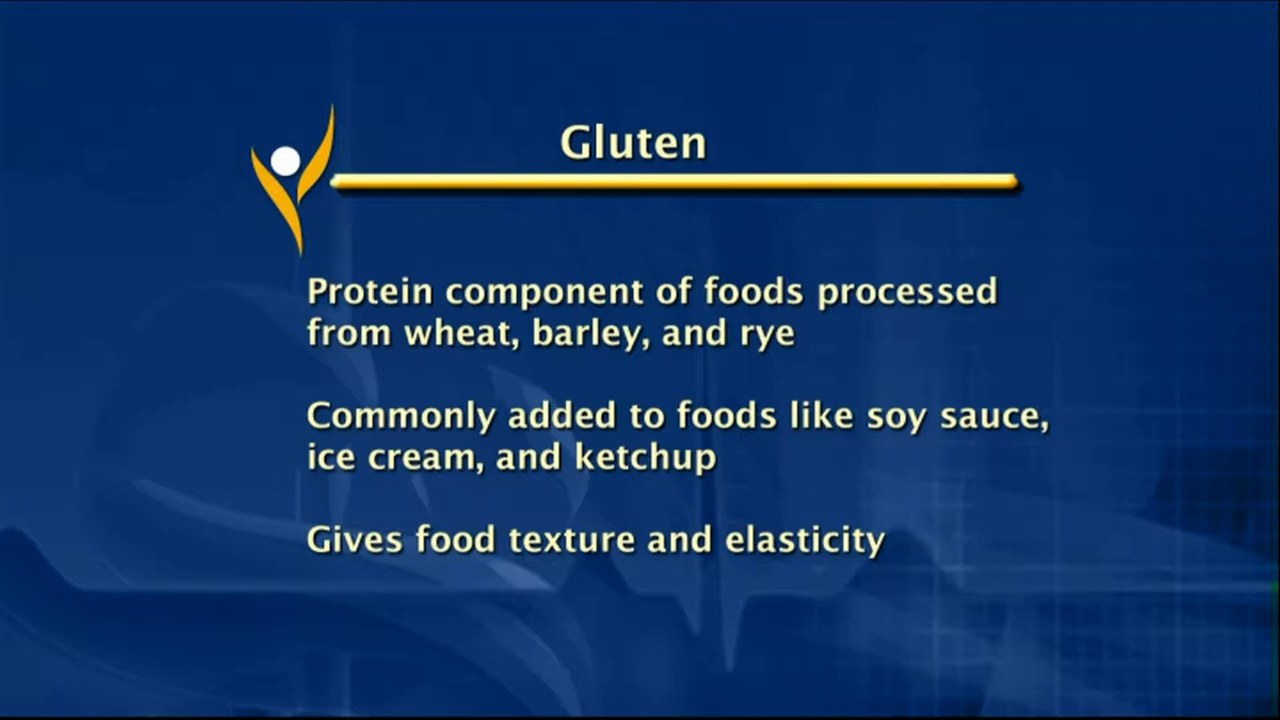 Gluten
Protein component of foods processed
from wheat, barley, and rye
Commonly added to foods like soy sauce,
ice cream, and ketchup
Gives food texture and elasticity